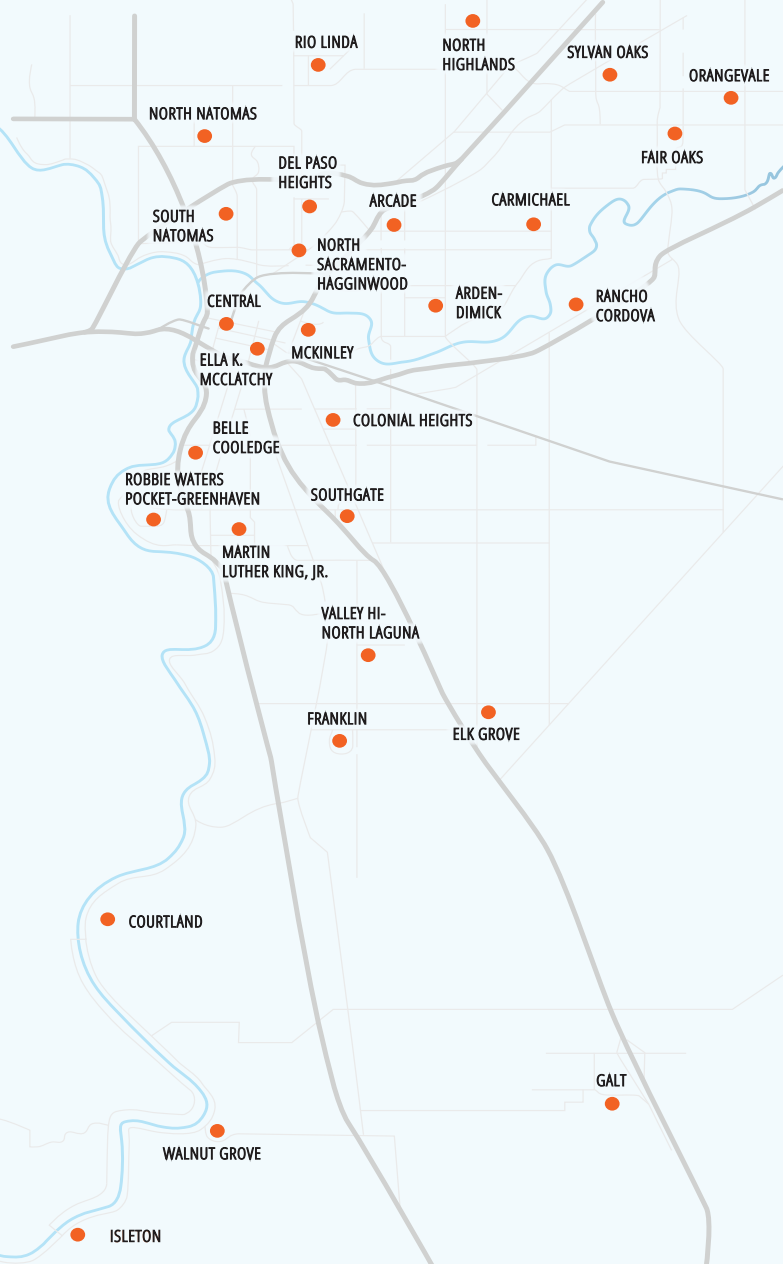 RIO LINDA
NORTH
HIGHLANDS
SYLVAN OAKS
ORANGEVALE
NORTH NATOMAS
FAIR OAKS
DEL PASO
HEIGHTS
ARCADE
CARMICHAEL
SOUTH
NATOMAS
NORTH
SACRAMENTO-
HAGGINWOOD
CENTRAL
ARDEN-
DIMICK
RANCHO
CORDOVA
ELLA K.
MCCLATCHY
MCKINLEY
COLONIAL HEIGHTS
BELLE
COOLEDGE
ROBBIE WATERS
POCKET-GREENHAVEN
SOUTHGATE
MARTIN
LUTHER KING, JR.
VALLEY HI-
NORTH LAGUNA
FRANKLIN
ELK GROVE
COURTLAND
GALT
WALNUT GROVE
ISLETON